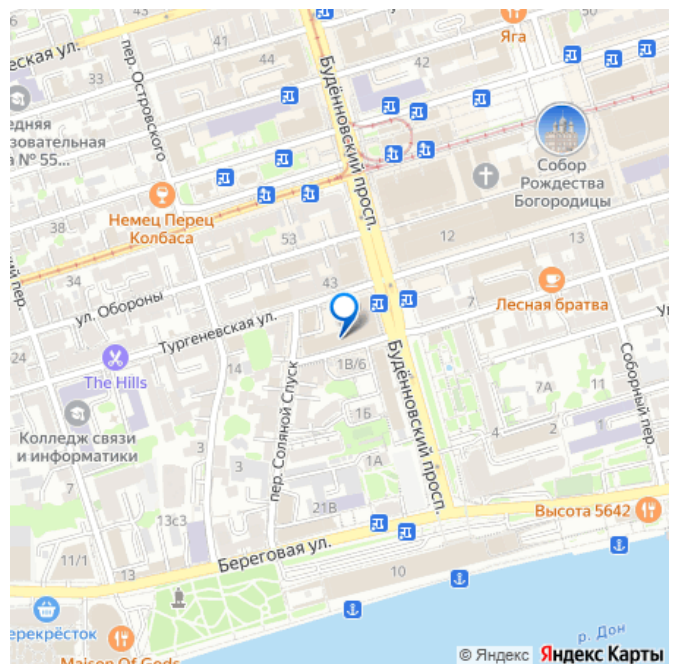 50
Яга
еская ул.
41
44
42
33
пер. Островского
Будённовский просп.
едняя
зовательная
а № 55...
Собор
Рождества
Богородицы
38
Немец Перец
Колбаса
53
12
13
ий пер.
34
43
ул. Обороны
Лесная братва
Тургеневская ул.
24
The Hills
14
1В/6
Будённовский просп.
7А
11
Соборный пер.
пер. Соляной Спуск
1Б
Колледж связи
и информатики
3
7
2
4
1
7
3
1А
21В
13с3
Высота 5642
11/1
Береговая ул.
13
10
ерекрёсток
р. Дон
Maison Of Gods
© Яндекс
Яндекс Карты